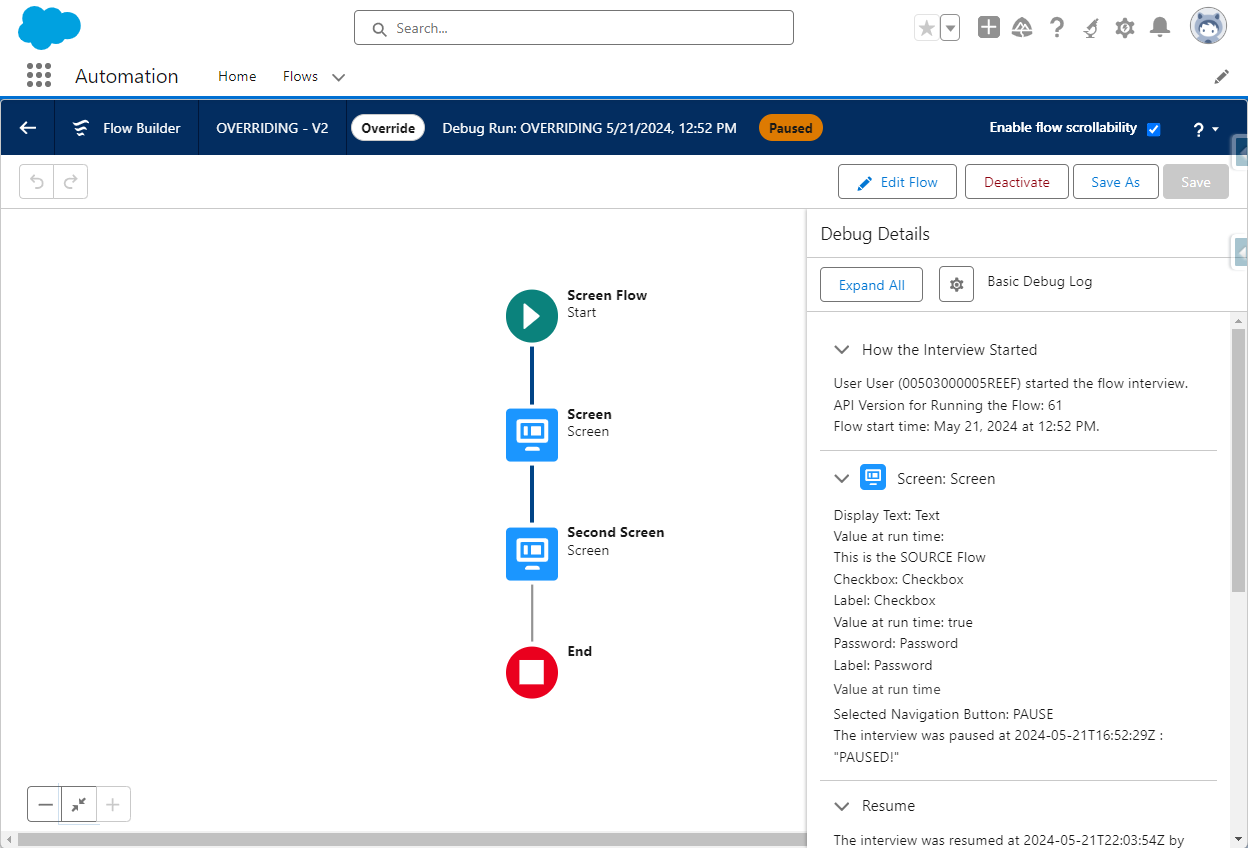 Search...
Automation
Home
Flows
Flow Builder
OVERRIDING - V2
Override
Debug Run: OVERRIDING 5/21/2024, 12:52 PM
Paused
Enable flow scrollability
?
Edit Flow
Deactivate
Save As
Save
Screen Flow
Start
Screen
Screen
Second Screen
Screen
End
Debug Details
Expand All
Basic Debug Log
How the Interview Started
User User (00503000005REEF) started the flow interview.
API Version for Running the Flow: 61
Flow start time: May 21, 2024 at 12:52 PM.
Screen: Screen
Display Text: Text
Value at run time:
This is the SOURCE Flow
Checkbox: Checkbox
Label: Checkbox
Value at run time: true
Password: Password
Label: Password
Value at run time
Selected Navigation Button: PAUSE
The interview was paused at 2024-05-21T16:52:29Z :
"PAUSED!"
Resume
The interview was resumed at 2024-05-21T22:03:54Z by